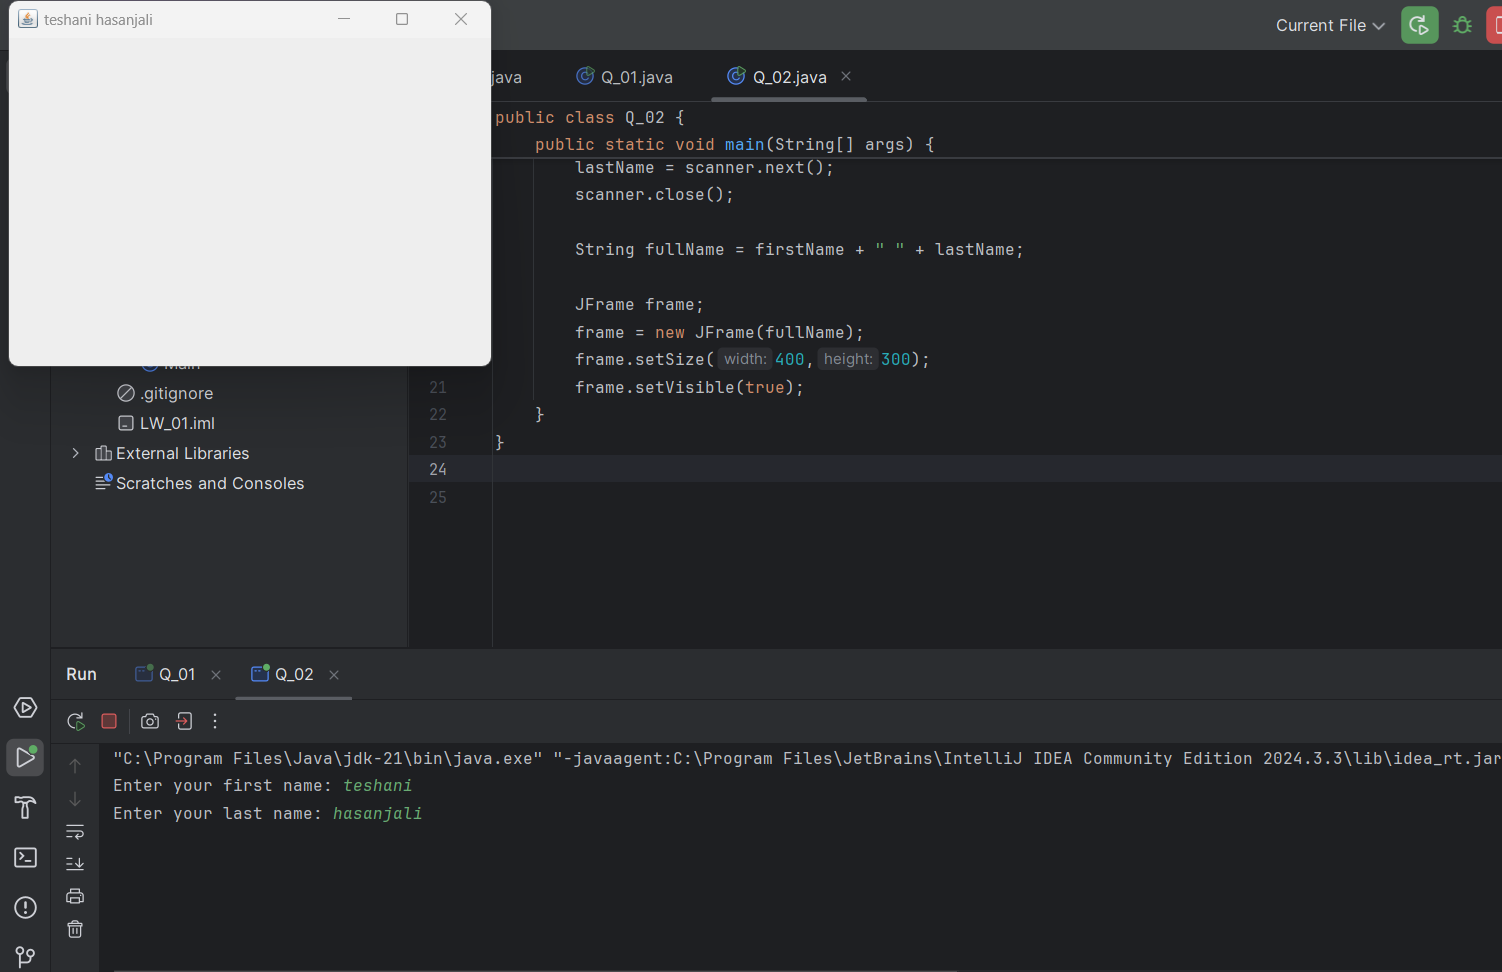 teshani hasanjali
Current File
java Q_01.java Q_02.java
public class Q_02 {
public static void main(String[] args) {
lastName = scanner.next();
scanner.close();
String fullName = firstName + " " + lastName;
JFrame frame;
frame = new JFrame(fullName);
frame.setSize( width: 400, height: 300);
21 frame.setVisible(true);
22 }
23 }
24
25
Main
.gitignore
LW_01.iml
External Libraries
Scratches and Consoles
Run Q_01 Q_02
"C:\Program Files\Java\jdk-21\bin\java.exe" "-javaagent:C:\Program Files\JetBrains\IntelliJ IDEA Community Edition 2024.3.3\lib\idea_rt.jar
Enter your first name: teshani
Enter your last name: hasanjali